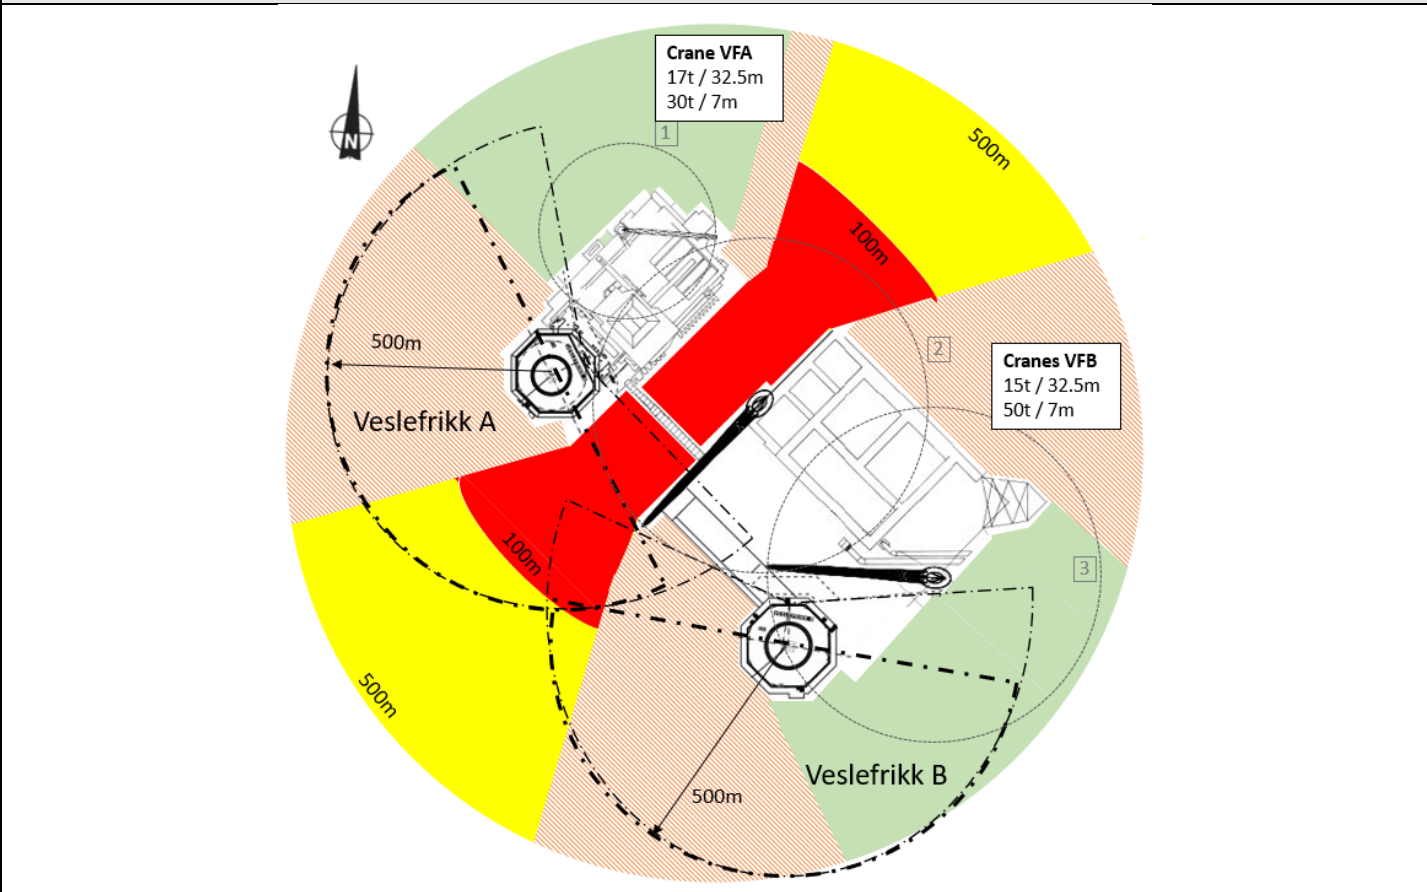 Crane VFA
17t / 32.5m
30t / 7m
1
N
500m
100m
2
Cranes VFB
15t / 32.5m
50t / 7m
500m
Veslefrikk A
100m
3
500m
Veslefrikk B
500m